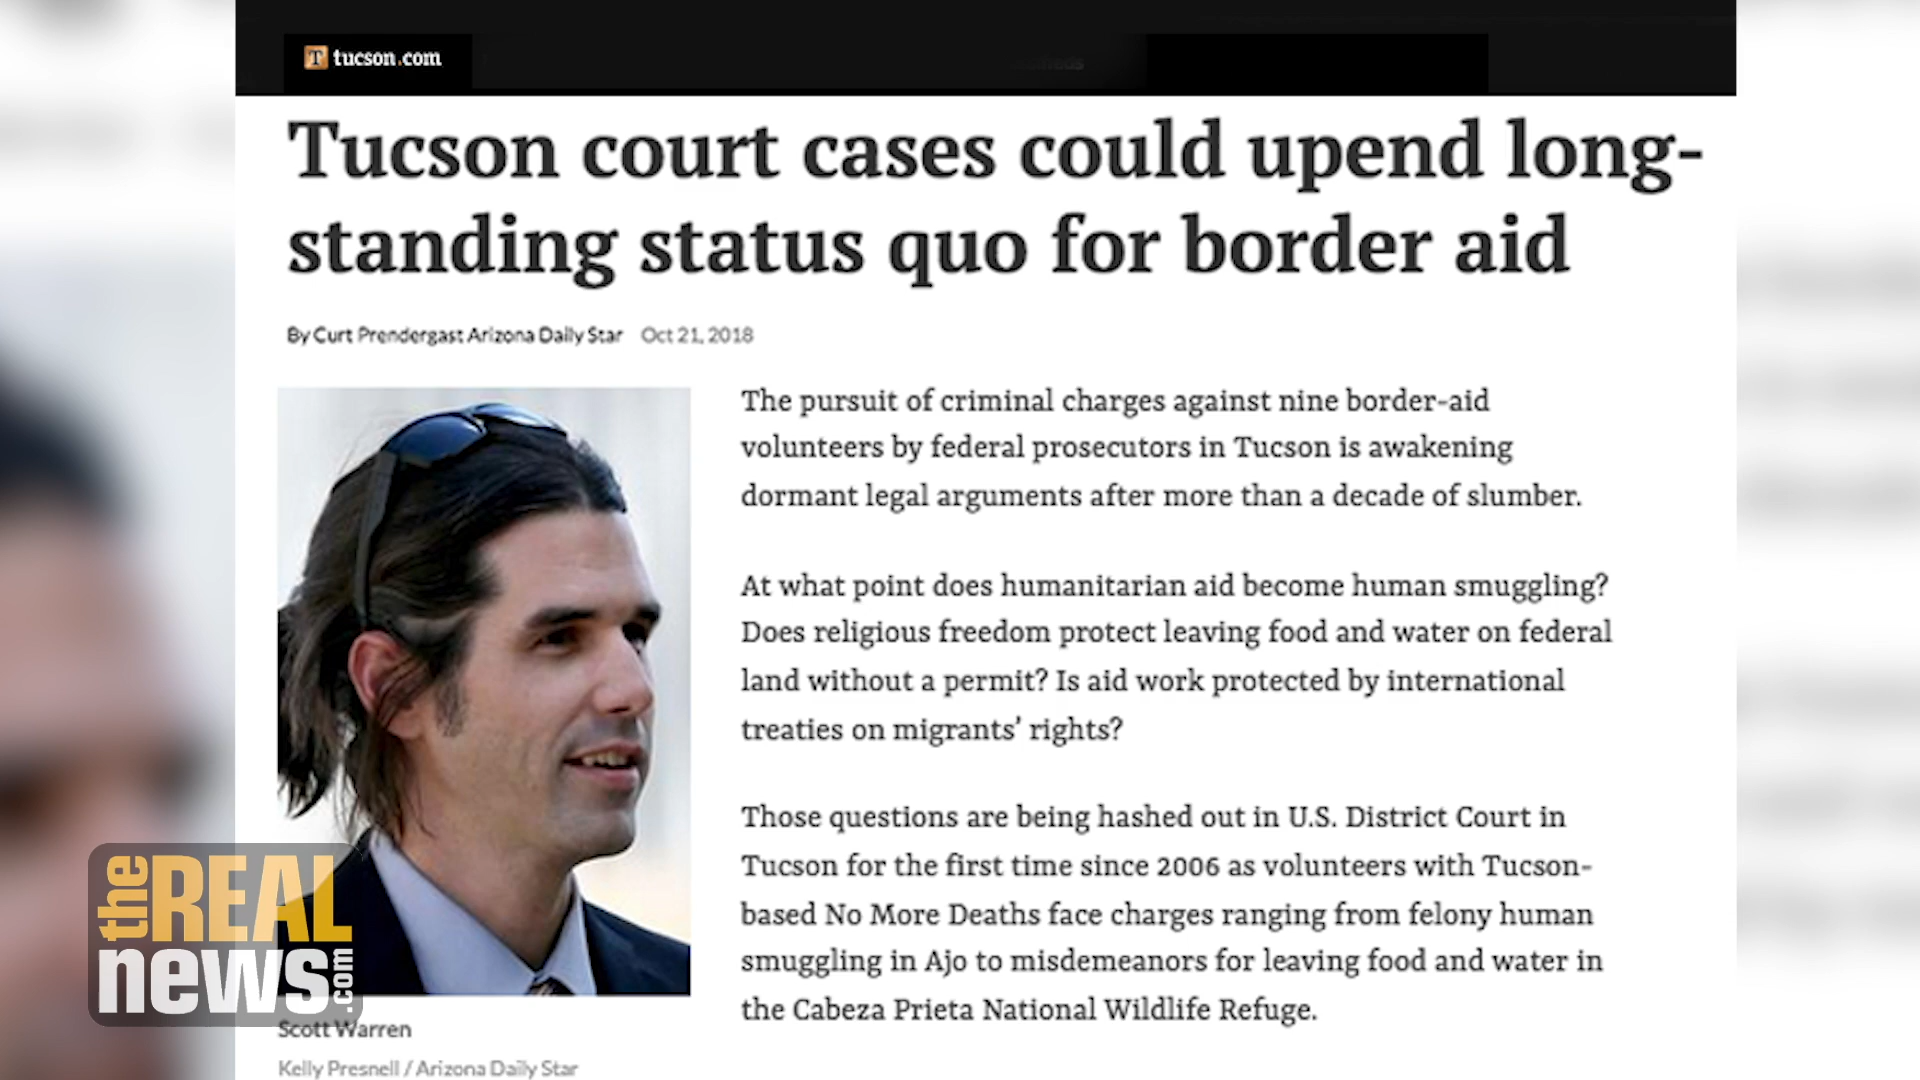 tucson.com
Tucson court cases could upend long-
standing status quo for border aid
By Curt Prendergast Arizona Daily Star Oct 21, 2018
The pursuit of criminal charges against nine border-aid
volunteers by federal prosecutors in Tucson is awakening
dormant legal arguments after more than a decade of slumber.
At what point does humanitarian aid become human smuggling?
Does religious freedom protect leaving food and water on federal
land without a permit? Is aid work protected by international
treaties on migrants’ rights?
Those questions are being hashed out in U.S. District Court in
Tucson for the first time since 2006 as volunteers with Tucson-
based No More Deaths face charges ranging from felony human
smuggling in Ajo to misdemeanors for leaving food and water in
the Cabeza Prieta National Wildlife Refuge.
Scott Warren
Kelly Presnell / Arizona Daily Star
the REAL
news.com